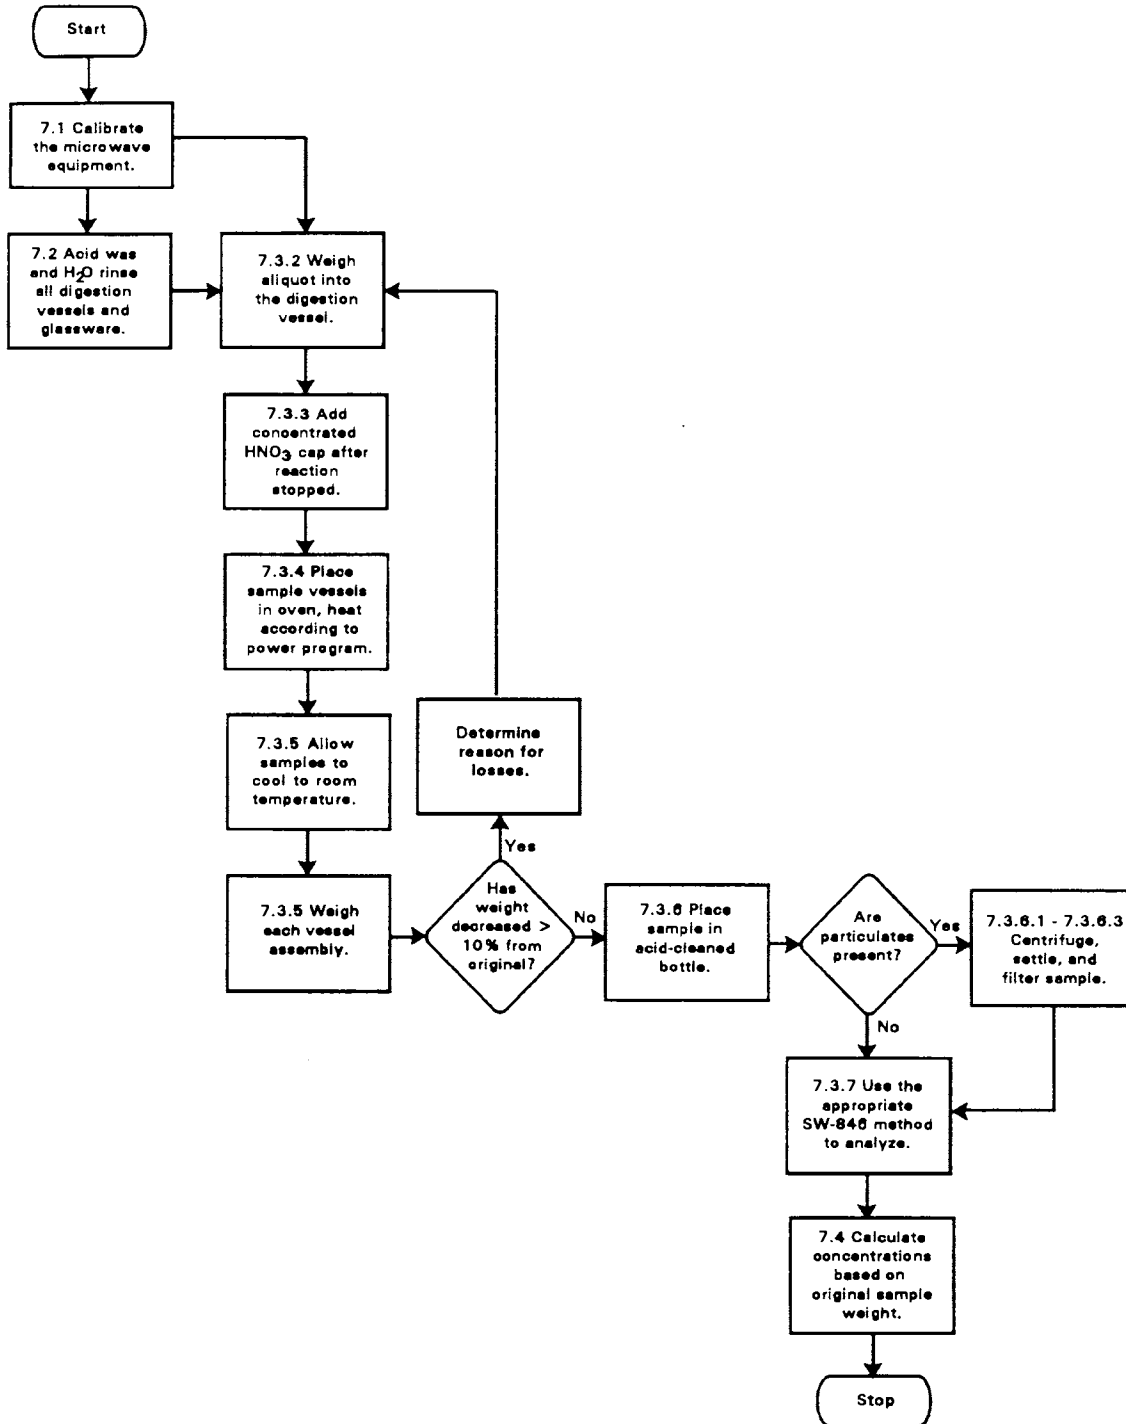 Start
7.1 Calibrate
the microwave
equipment.
7.2 Acid was
and H2O rinse
all digestion
vessels and
glassware.
7.3.2 Weigh
aliquot into
the digestion
vessel.
7.3.3 Add
concentrated
HNO3 cap after
reaction
stopped.
7.3.4 Place
sample vessels
in oven, heat
according to
power program.
7.3.5 Allow
samples to
cool to room
temperature.
7.3.5 Weigh
each vessel
assembly.
Has
weight
decreased >
10% from
original?
Yes
Determine
reason for
losses.
No
7.3.6 Place
sample in
acid-cleaned
bottle.
Are
particulates
present?
Yes
7.3.6.1 - 7.3.6.3
Centrifuge,
settle, and
filter sample.
No
7.3.7 Use the
appropriate
SW-846 method
to analyze.
7.4 Calculate
concentrations
based on
original sample
weight.
Stop